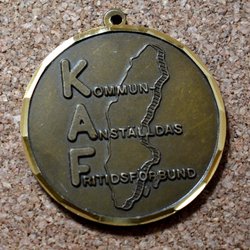 KOMMUN-
ANSTÄLLDAS
FRITIDSFÖRBUND